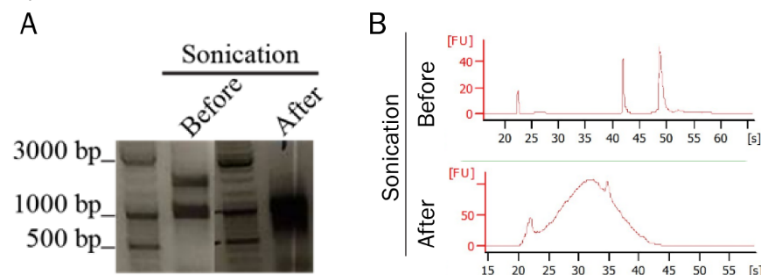 A
Sonication
Before
After
3000 bp
1000 bp
500 bp
B
Sonication
Before
[FU]
40
20
0
20 25 30 35 40 45 50 55 60 [s]
After
[FU]
50
0
15 20 25 30 35 40 45 50 55 [s]